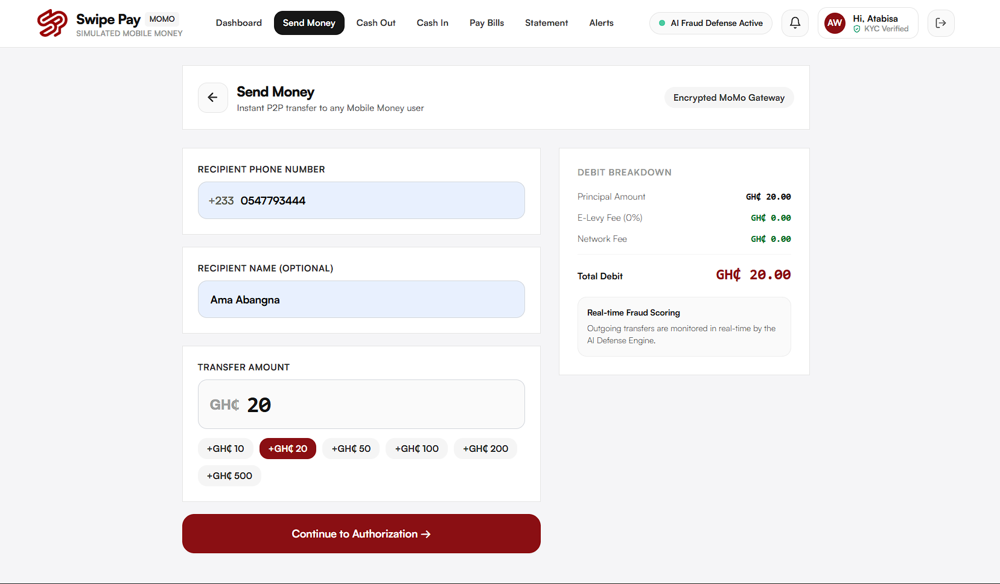 Swipe Pay MOMO
SIMULATED MOBILE MONEY
Dashboard
Send Money
Cash Out
Cash In
Pay Bills
Statement
Alerts
AI Fraud Defense Active
AW
Hi, Atabisa
KYC Verified
Send Money
Instant P2P transfer to any Mobile Money user
Encrypted MoMo Gateway
RECIPIENT PHONE NUMBER
+233 0547793444
RECIPIENT NAME (OPTIONAL)
Ama Abangna
TRANSFER AMOUNT
GH₵ 20
+GH₵ 10
+GH₵ 20
+GH₵ 50
+GH₵ 100
+GH₵ 200
+GH₵ 500
Continue to Authorization →
DEBIT BREAKDOWN
Principal Amount GH₵ 20.00
E-Levy Fee (0%) GH₵ 0.00
Network Fee GH₵ 0.00
Total Debit GH₵ 20.00
Real-time Fraud Scoring
Outgoing transfers are monitored in real-time by the
AI Defense Engine.